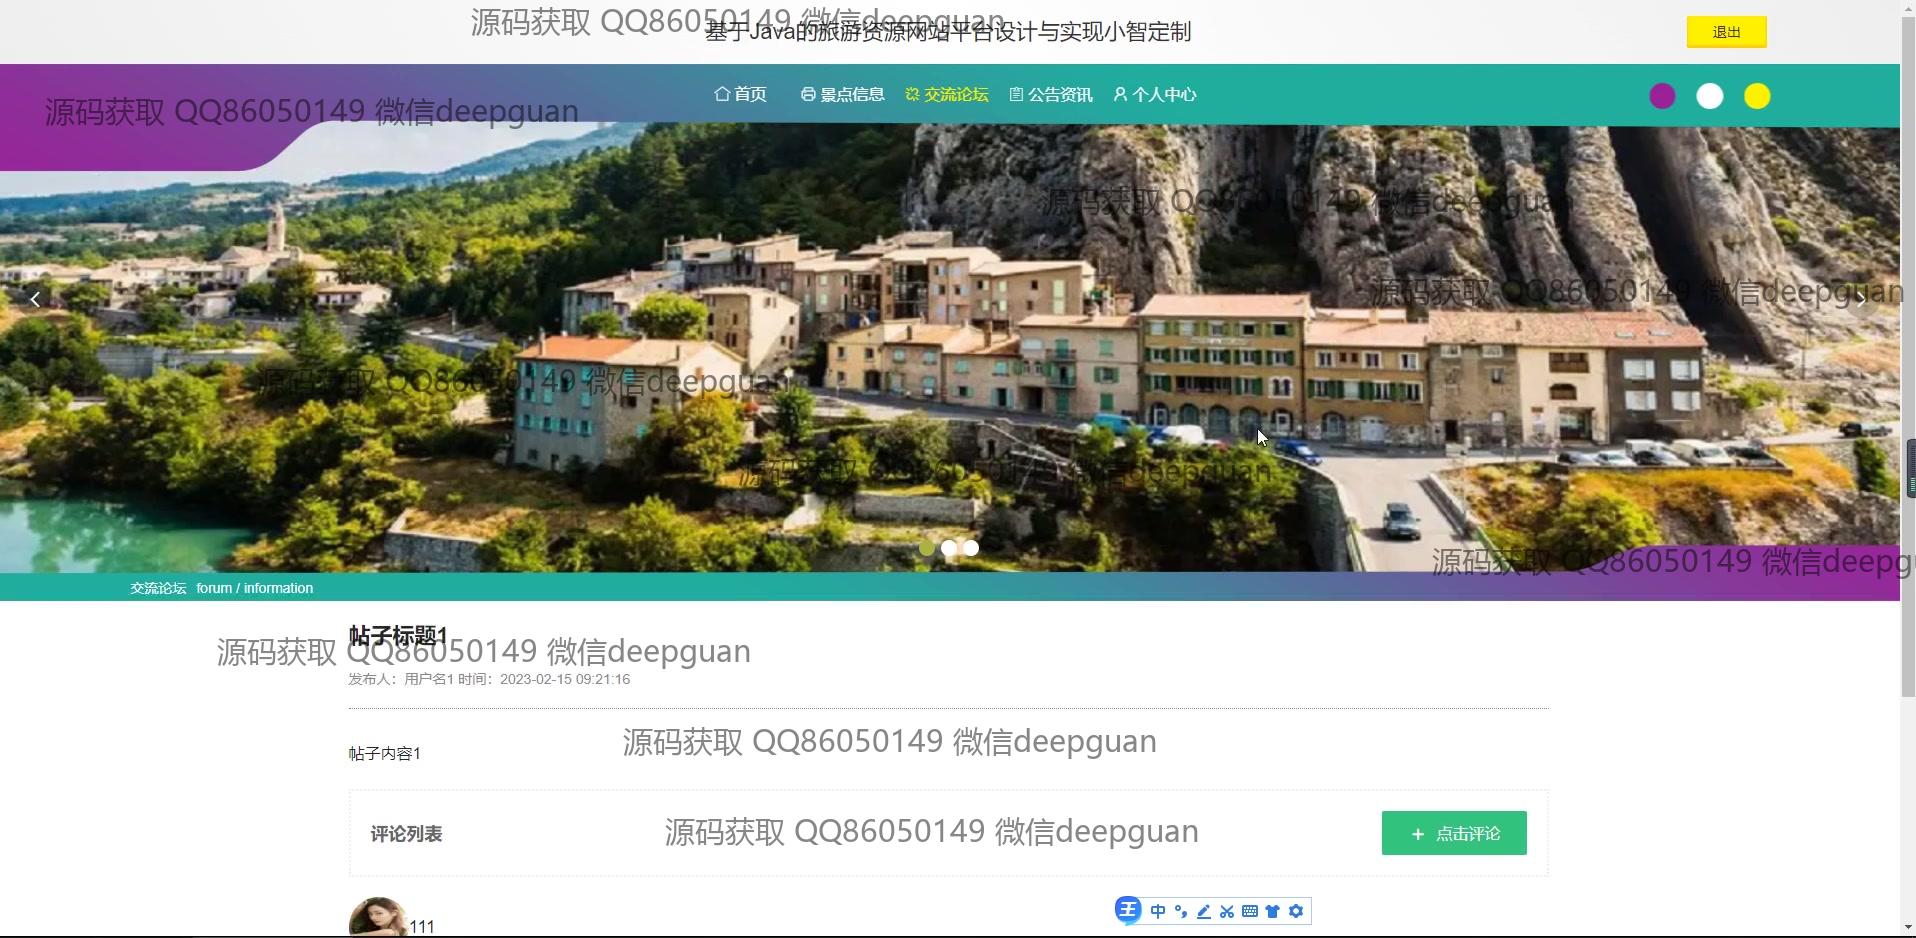 源码获取 QQ86050149 微信deepguan
基于Java的旅游资源网站平台设计与实现小智定制
退出
首页 景点信息 交流论坛 公告资讯 个人中心
源码获取 QQ86050149 微信deepguan
源码获取 QQ86050149 微信deepguan
源码获取 QQ86050149 微信deepguan
源码获取 QQ86050149 微信deepguan
源码获取 QQ86050149 微信deepguan
源码获取 QQ86050149 微信deepg
交流论坛 forum / information
帖子标题1
源码获取 QQ86050149 微信deepguan
发布人：用户名1 时间：2023-02-15 09:21:16
源码获取 QQ86050149 微信deepguan
帖子内容1
评论列表
源码获取 QQ86050149 微信deepguan
+ 点击评论
111
王 中